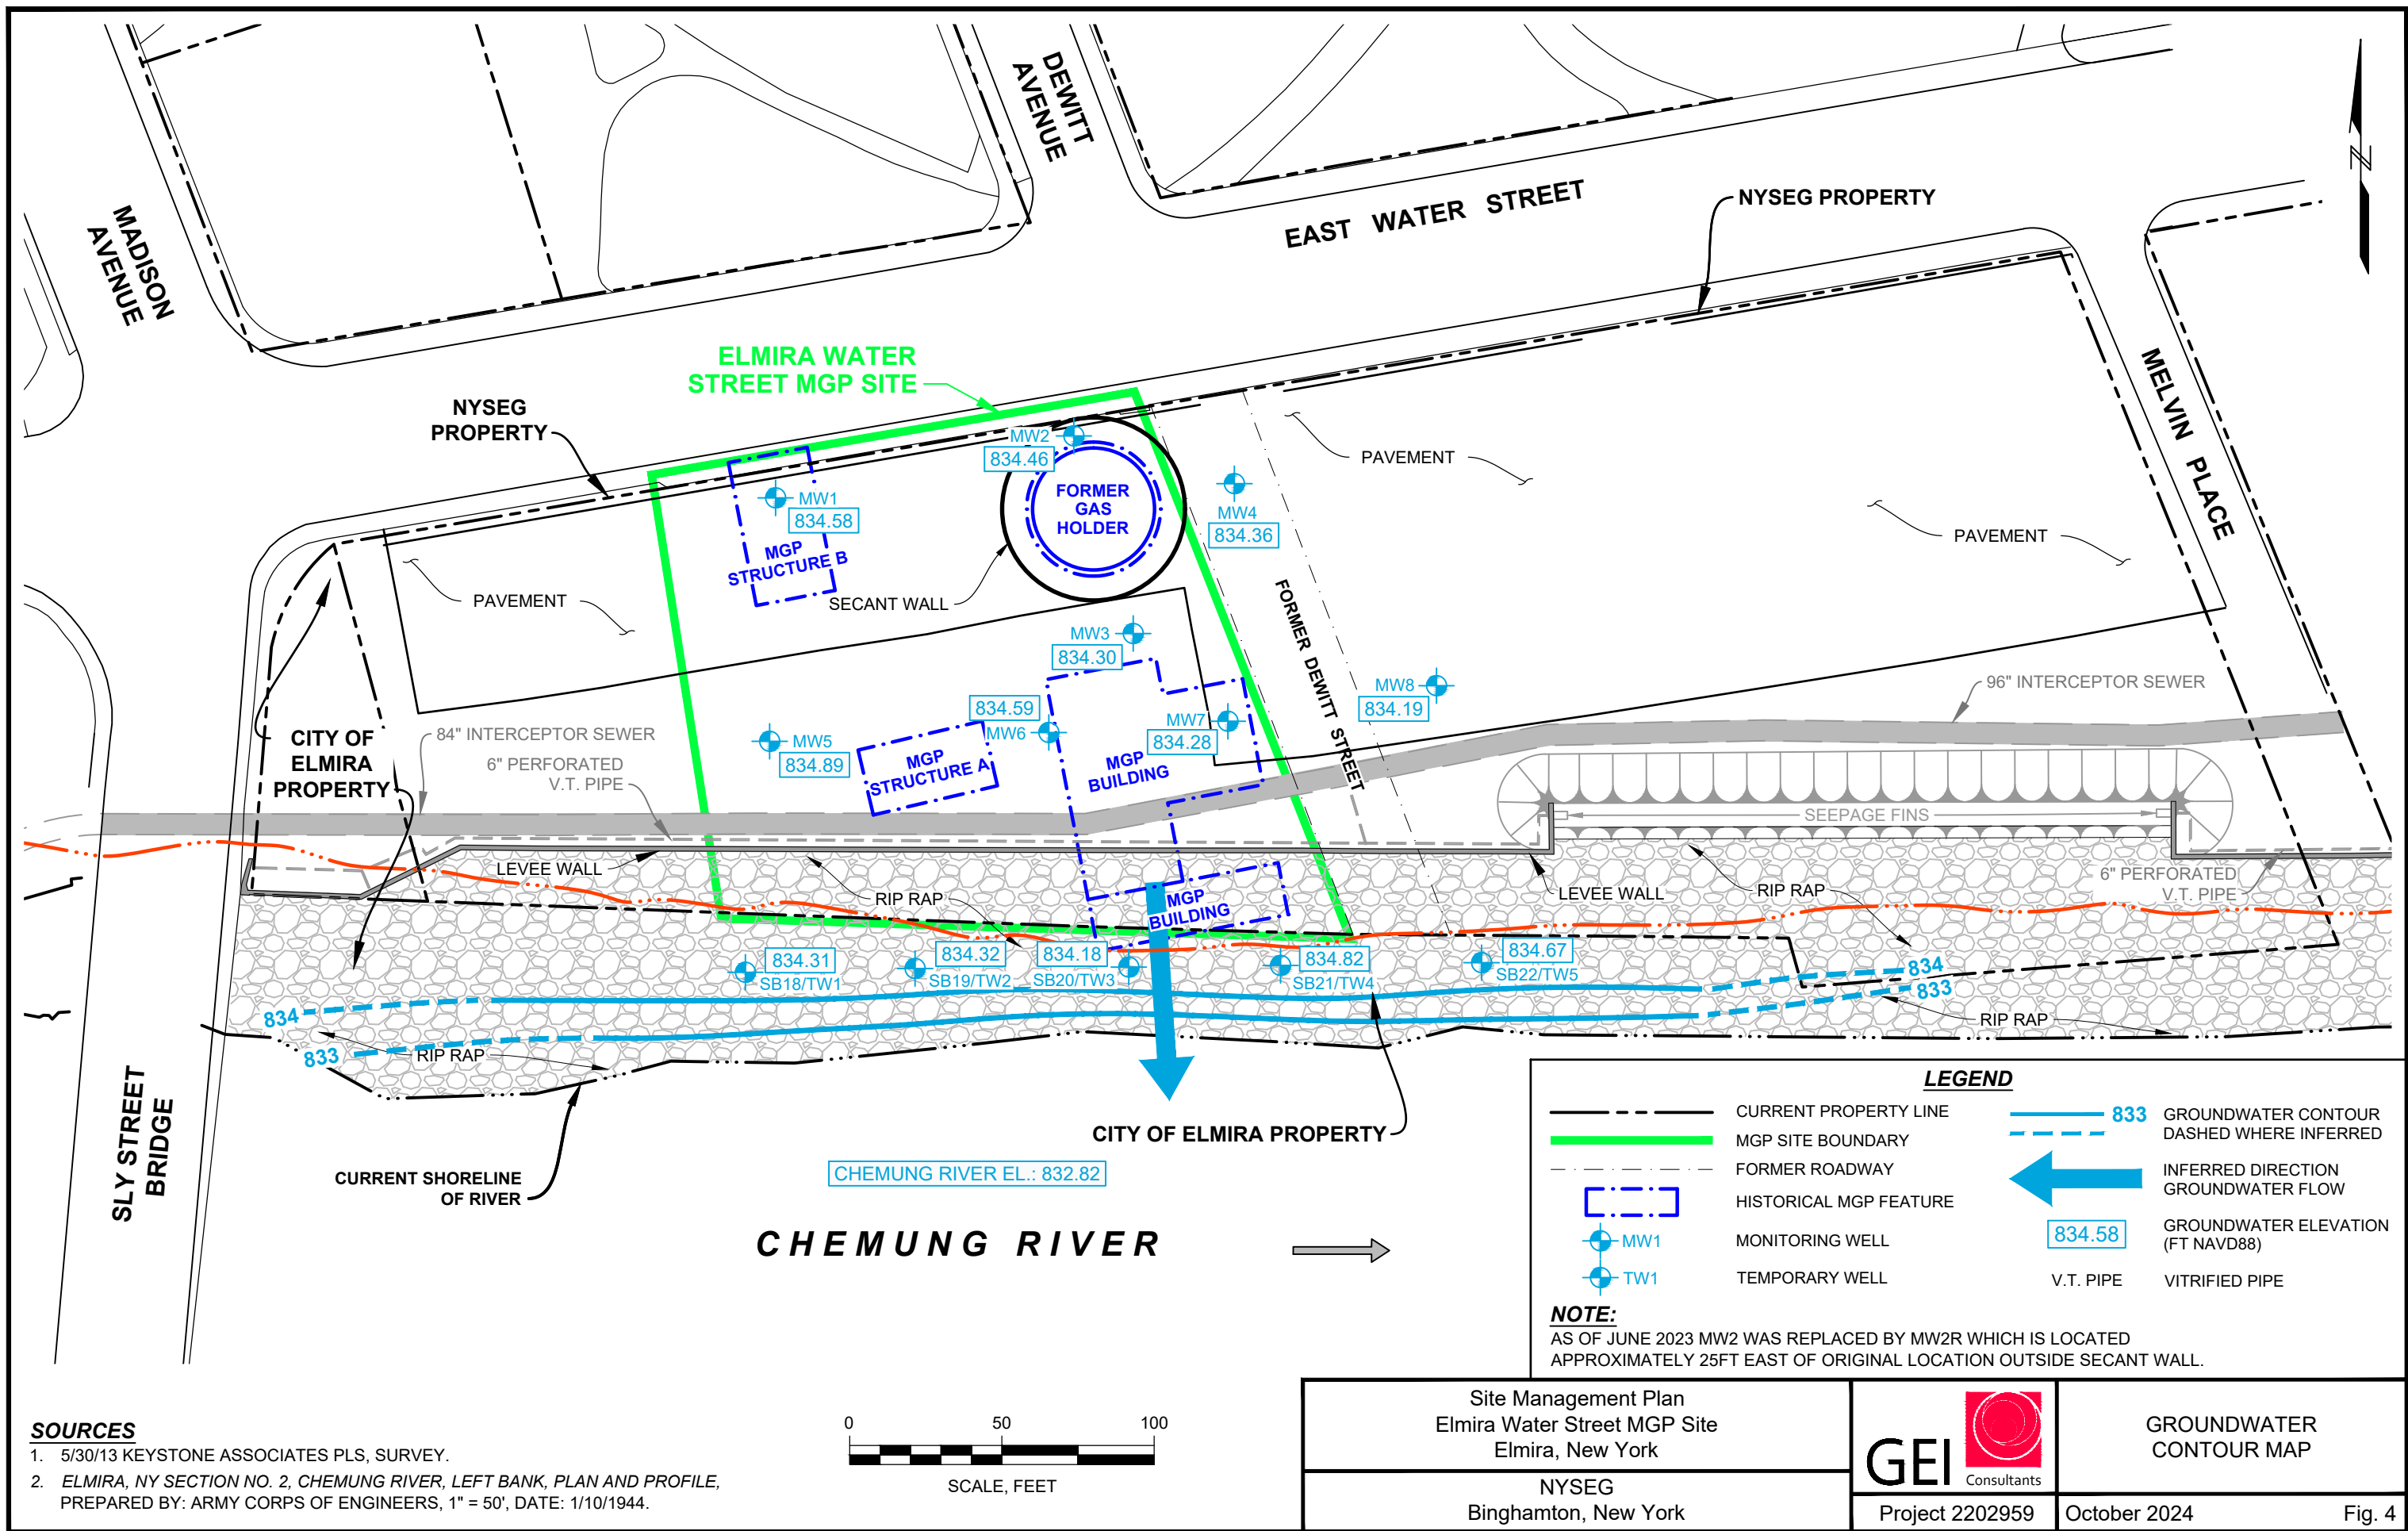 DEWITT
AVENUE
MADISON
AVENUE
EAST WATER STREET
NYSEG PROPERTY
N
ELMIRA WATER
STREET MGP SITE
NYSEG
PROPERTY
MELVIN PLACE
MW2
834.46
PAVEMENT
FORMER
GAS
HOLDER
MW1
834.58
MW4
834.36
PAVEMENT
MGP
STRUCTURE B
PAVEMENT
SECANT WALL
FORMER DEWITT STREET
MW3
834.30
MW8
834.19
96" INTERCEPTOR SEWER
834.59
MW6
MW7
834.28
CITY OF
ELMIRA
PROPERTY
84" INTERCEPTOR SEWER
6" PERFORATED
V.T. PIPE
MW5
834.89
MGP
STRUCTURE A
MGP
BUILDING
SEEPAGE FINS
LEVEE WALL
RIP RAP
MGP
BUILDING
LEVEE WALL
RIP RAP
6" PERFORATED
V.T. PIPE
834.31
SB18/TW1
834.32
SB19/TW2
834.18
SB20/TW3
834.82
SB21/TW4
834.67
SB22/TW5
834
833
834
833
RIP RAP
RIP RAP
SLY STREET
BRIDGE
CITY OF ELMIRA PROPERTY
CURRENT SHORELINE
OF RIVER
CHEMUNG RIVER EL.: 832.82
CHEMUNG RIVER
LEGEND
CURRENT PROPERTY LINE
MGP SITE BOUNDARY
FORMER ROADWAY
HISTORICAL MGP FEATURE
MW1 MONITORING WELL
TW1 TEMPORARY WELL
833 GROUNDWATER CONTOUR
DASHED WHERE INFERRED
INFERRED DIRECTION
GROUNDWATER FLOW
834.58 GROUNDWATER ELEVATION
(FT NAVD88)
V.T. PIPE VITRIFIED PIPE
NOTE:
AS OF JUNE 2023 MW2 WAS REPLACED BY MW2R WHICH IS LOCATED
APPROXIMATELY 25FT EAST OF ORIGINAL LOCATION OUTSIDE SECANT WALL.
SOURCES
1. 5/30/13 KEYSTONE ASSOCIATES PLS, SURVEY.
2. ELMIRA, NY SECTION NO. 2, CHEMUNG RIVER, LEFT BANK, PLAN AND PROFILE,
PREPARED BY: ARMY CORPS OF ENGINEERS, 1" = 50', DATE: 1/10/1944.
0 50 100
SCALE, FEET
Site Management Plan
Elmira Water Street MGP Site
Elmira, New York
NYSEG
Binghamton, New York
GEI
Consultants
Project 2202959
GROUNDWATER
CONTOUR MAP
October 2024 Fig. 4